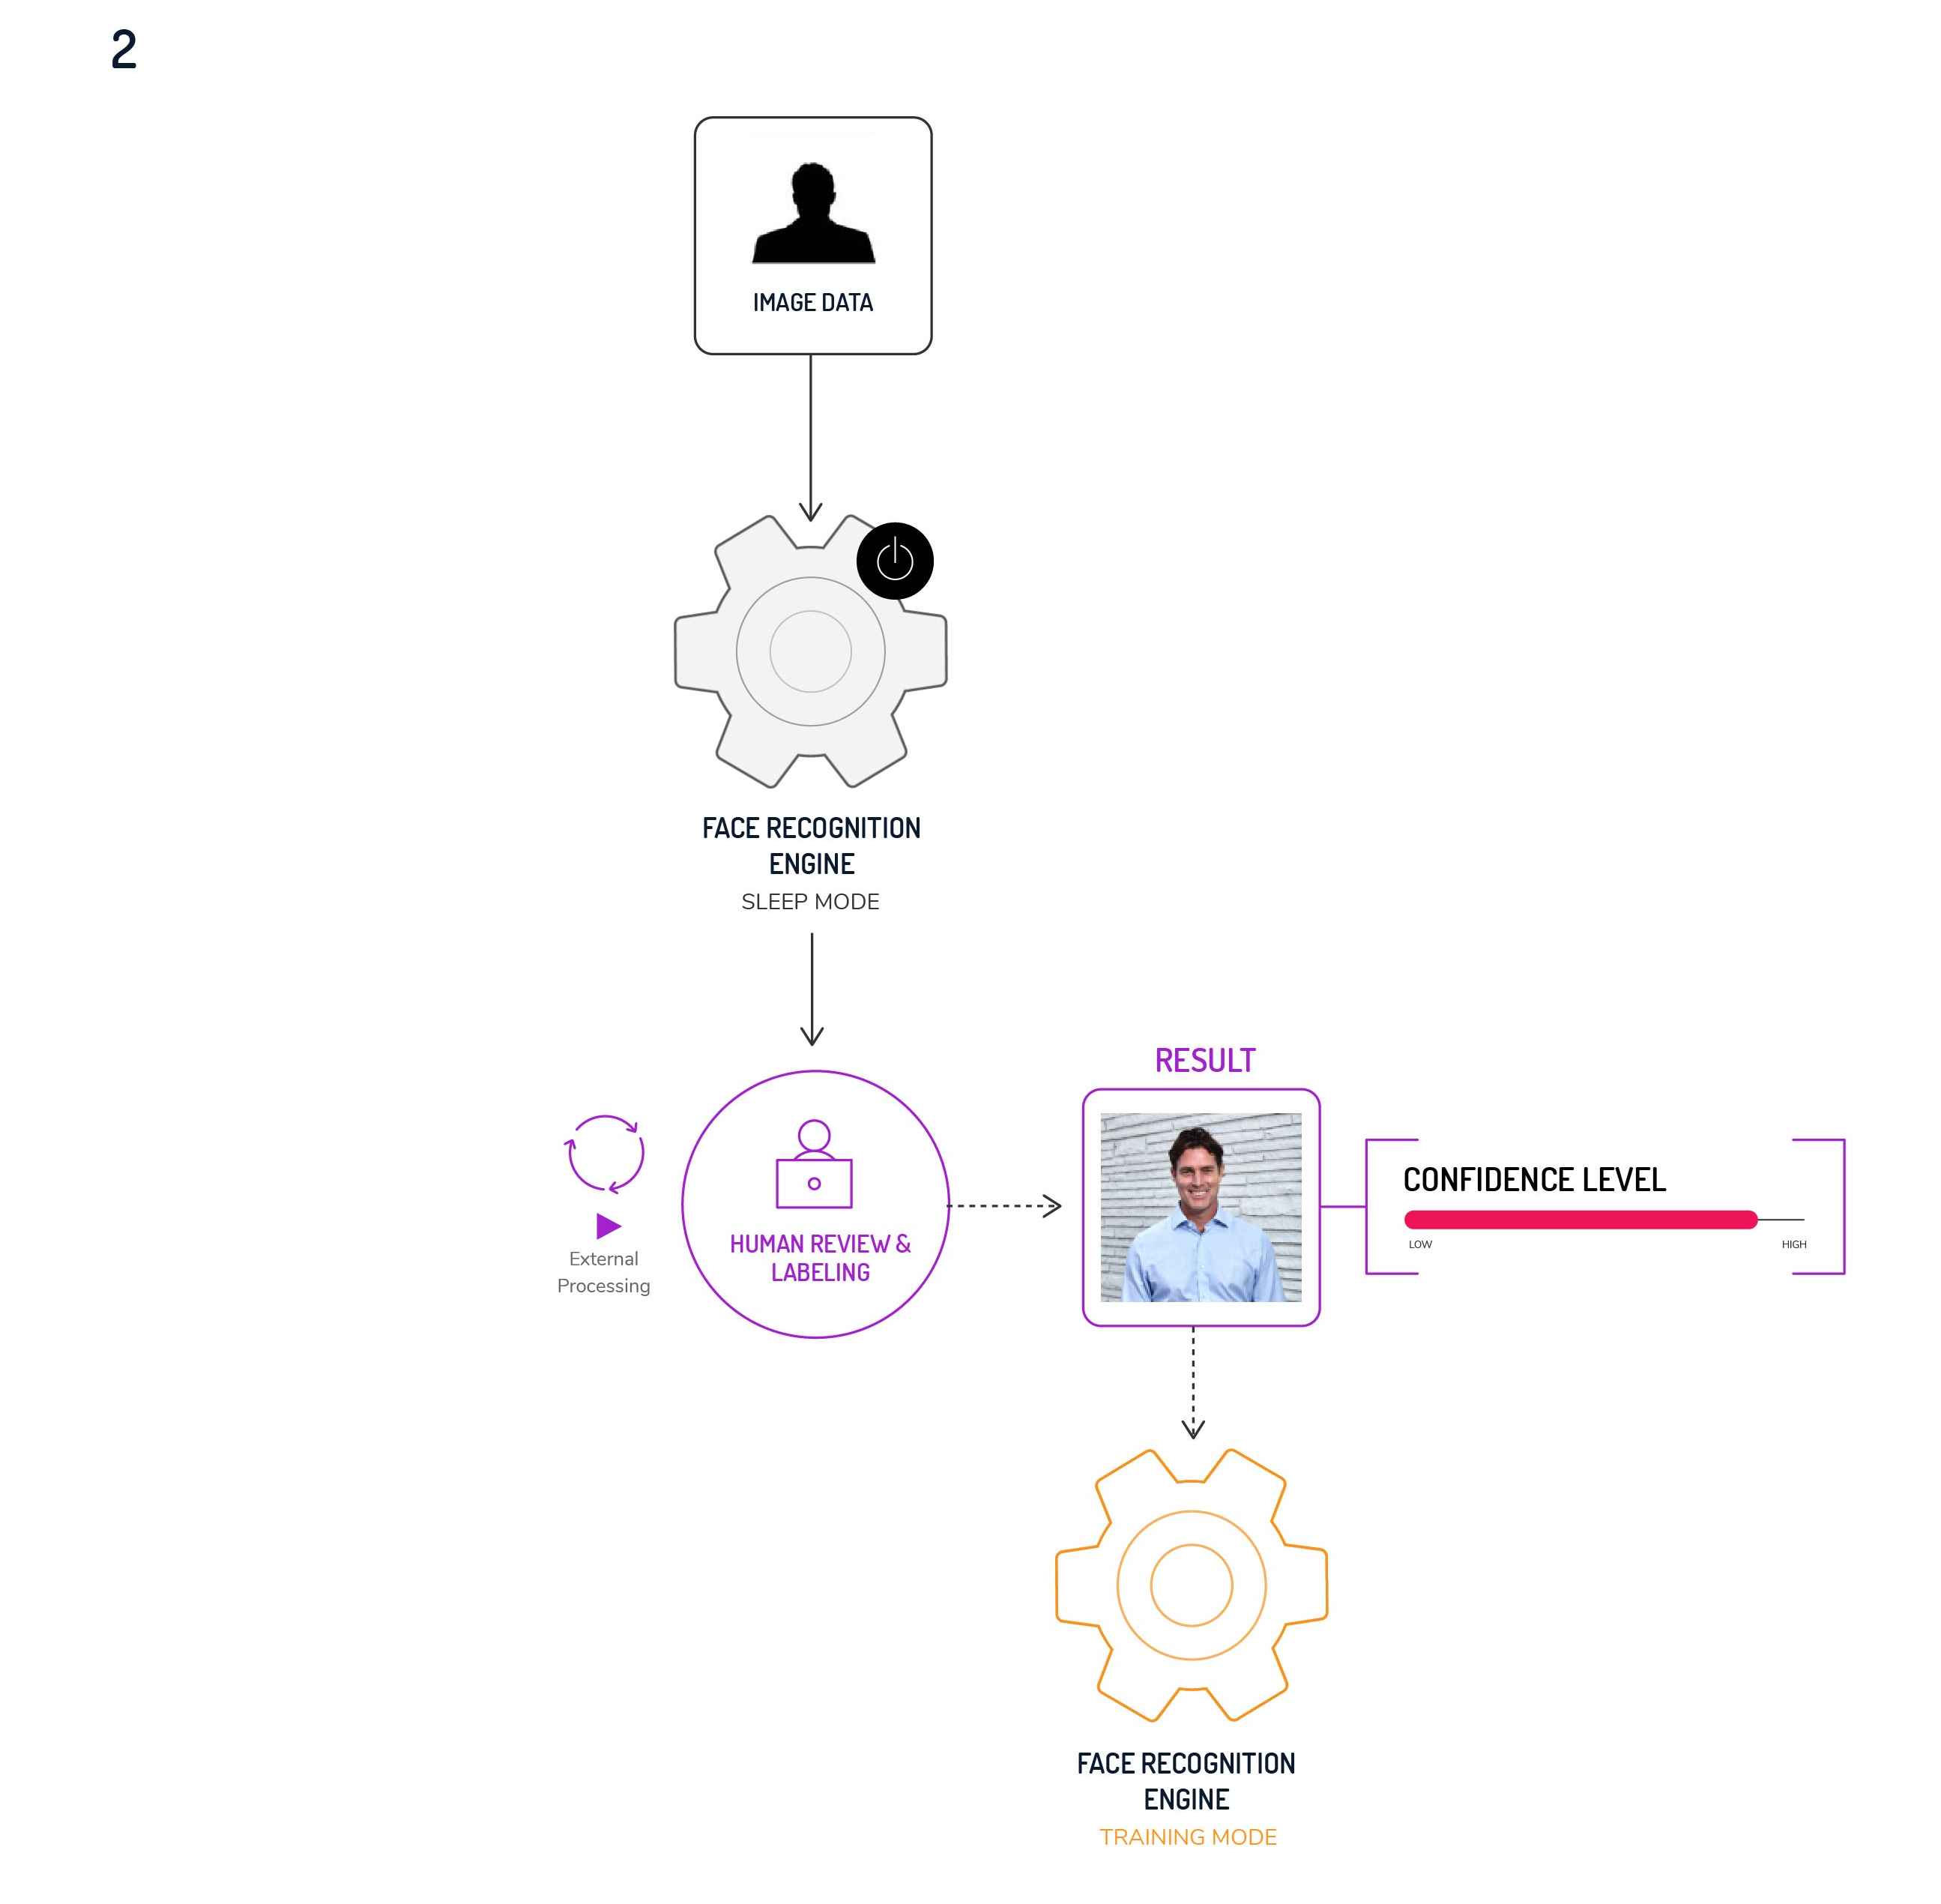 2
IMAGE DATA
FACE RECOGNITION
ENGINE
SLEEP MODE
External
Processing
HUMAN REVIEW &
LABELING
RESULT
CONFIDENCE LEVEL
LOW
HIGH
FACE RECOGNITION
ENGINE
TRAINING MODE